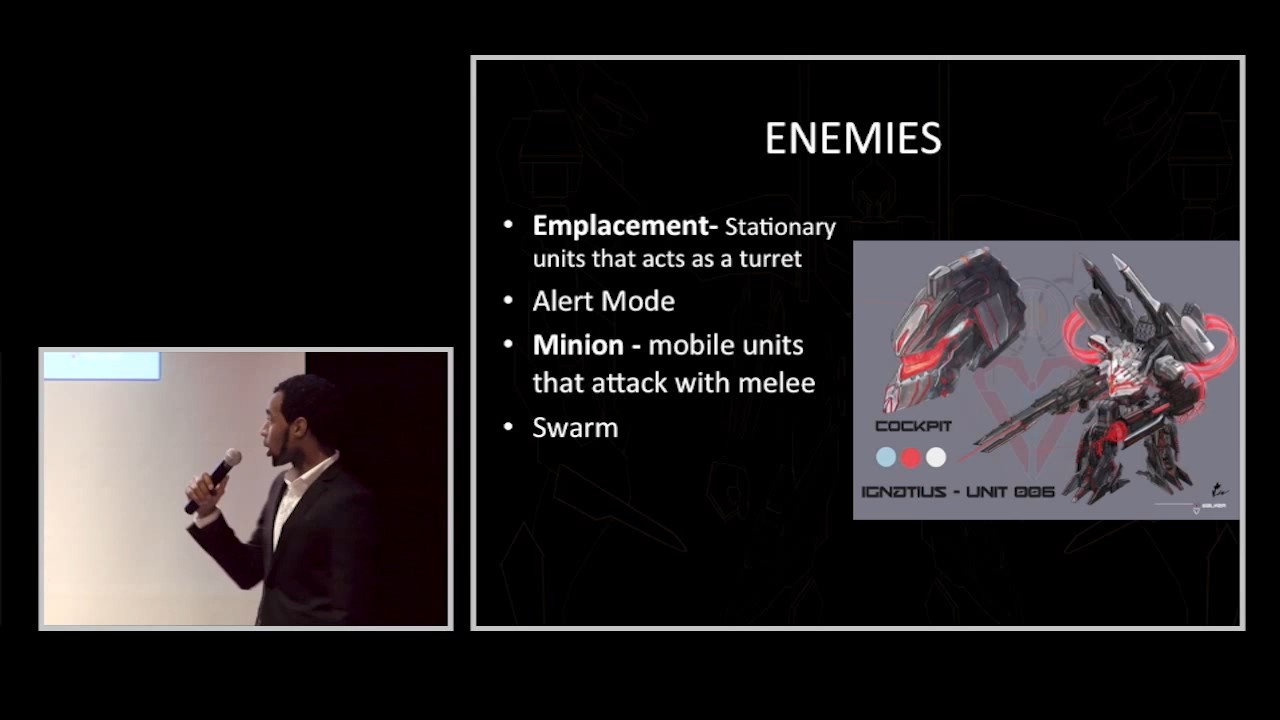 ENEMIES
• Emplacement- Stationary
units that acts as a turret
• Alert Mode
• Minion - mobile units
that attack with melee
• Swarm
COCKPIT
IGNATIUS - UNIT 006